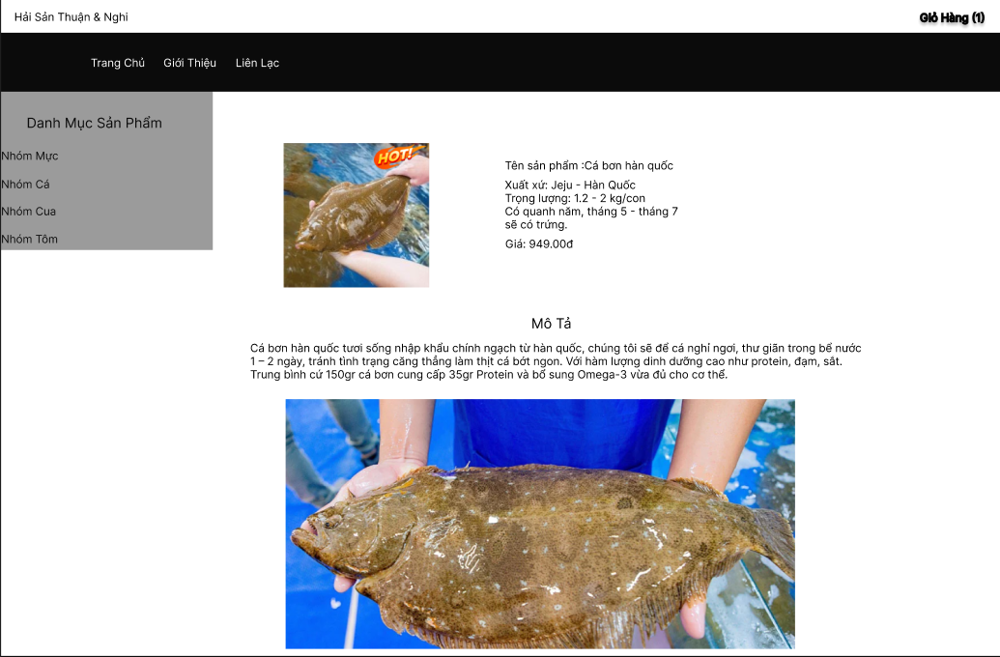 Hải Sản Thuận & Nghi
Giỏ Hàng (1)
Trang Chủ
Giới Thiệu
Liên Lạc
Danh Mục Sản Phẩm
Nhóm Mực
Nhóm Cá
Nhóm Cua
Nhóm Tôm
HOT!
Tên sản phẩm :Cá bơn hàn quốc
Xuất xứ: Jeju - Hàn Quốc
Trọng lượng: 1.2 - 2 kg/con
Có quanh năm, tháng 5 - tháng 7
sẽ có trứng.
Giá: 949.00đ
Mô Tả
Cá bơn hàn quốc tươi sống nhập khẩu chính ngạch từ hàn quốc, chúng tôi sẽ để cá nghỉ ngơi, thư giãn trong bể nước
1 – 2 ngày, tránh tình trạng căng thẳng làm thịt cá bớt ngon. Với hàm lượng dinh dưỡng cao như protein, đạm, sắt.
Trung bình cứ 150gr cá bơn cung cấp 35gr Protein và bổ sung Omega-3 vừa đủ cho cơ thể.